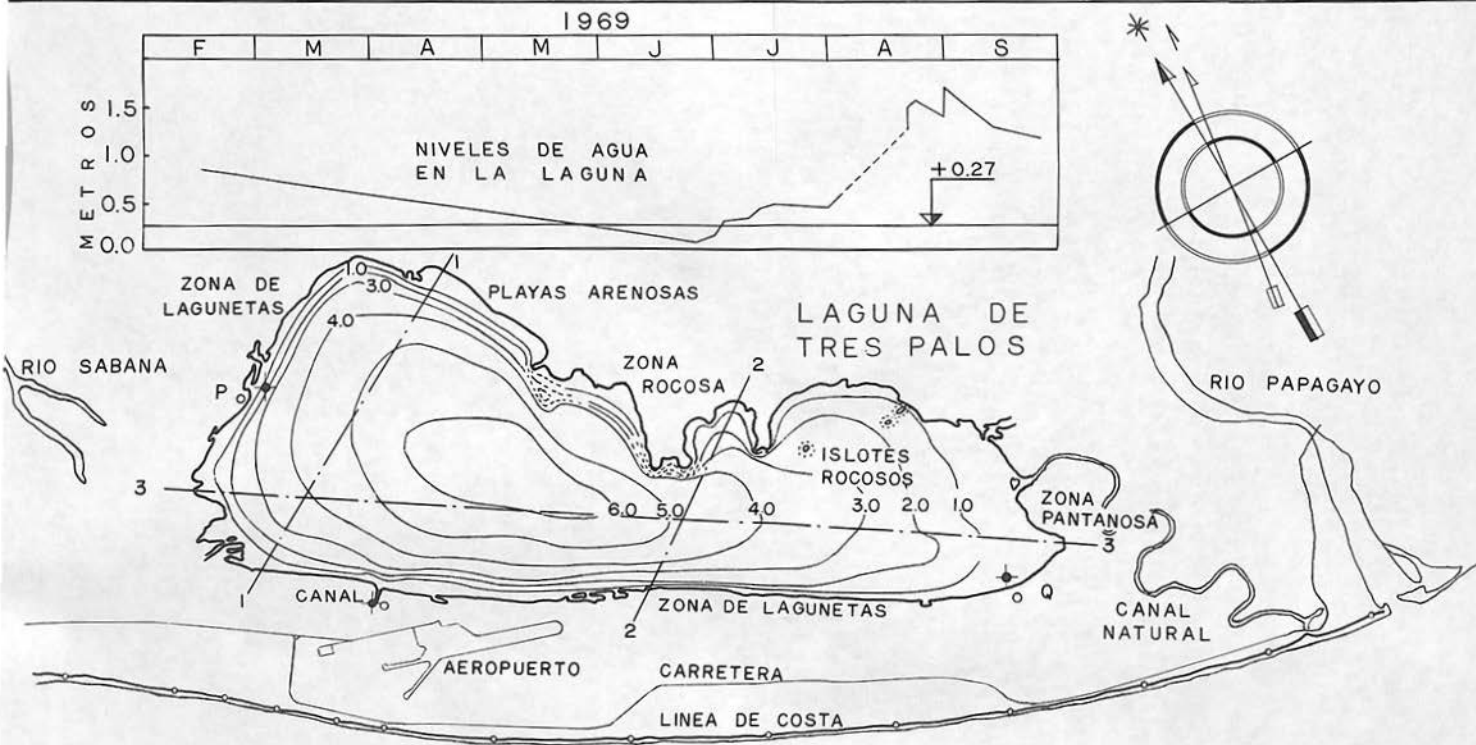 1969
F M A M J J A S
METROS
1.5
1.0
0.5
0.0
NIVELES DE AGUA
EN LA LAGUNA
+0.27
ZONA DE
LAGUNETAS
1.0
3.0
4.0
1
PLAYAS ARENOSAS
LAGUNA DE
TRES PALOS
RIO SABANA
P
ZONA
ROCOSA
2
RIO PAPAGAYO
ISLOTES
ROCOSOS
3
6.0 5.0 4.0 3.0 2.0 1.0
ZONA
PANTANOSA
3
1
CANAL
2
ZONA DE LAGUNETAS
Q
CANAL
NATURAL
AEROPUERTO
CARRETERA
LINEA DE COSTA